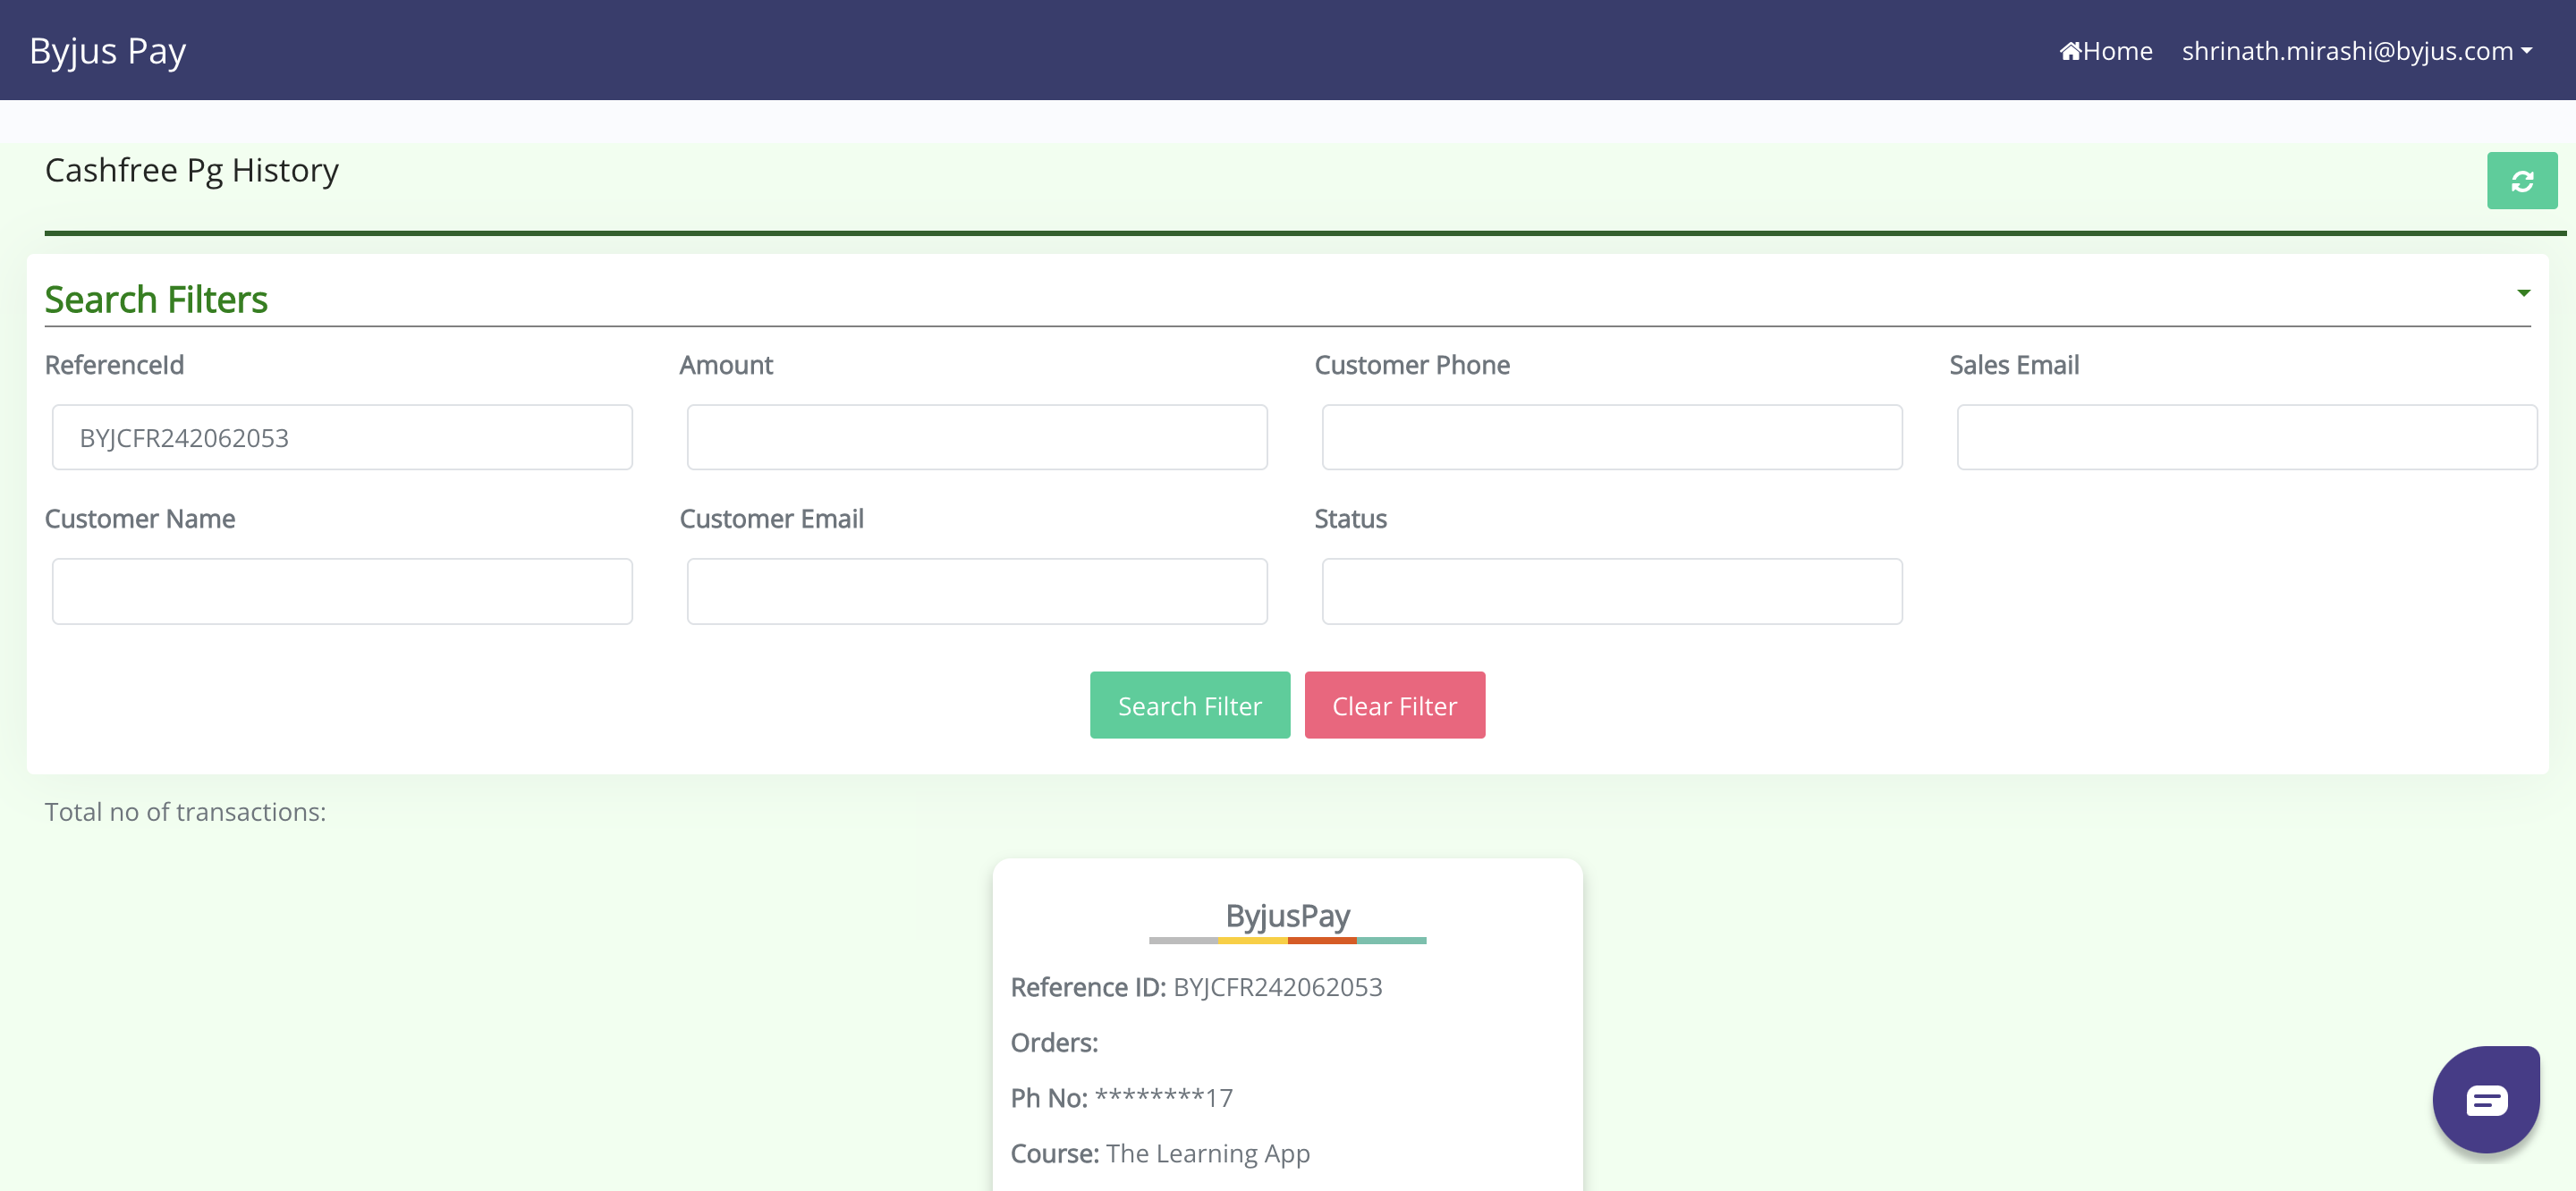 Byjus Pay
Home shrinath.mirashi@byjus.com
Cashfree Pg History
Search Filters
ReferenceId Amount Customer Phone Sales Email
BYJCFR242062053
Customer Name Customer Email Status
Search Filter Clear Filter
Total no of transactions:
ByjusPay
Reference ID: BYJCFR242062053
Orders:
Ph No: ********17
Course: The Learning App